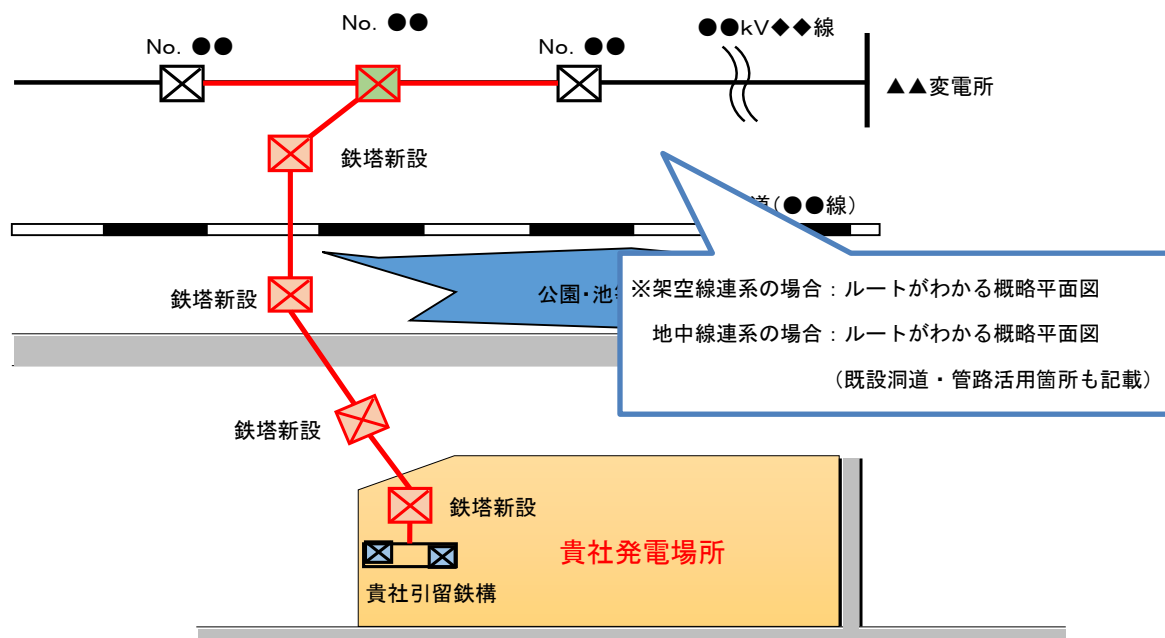 No. ●●
No. ●●
No. ●●
●●kV◆◆線
▲▲変電所
鉄塔新設
道(●●線)
鉄塔新設
公園・池
※架空線連系の場合：ルートがわかる概略平面図
地中線連系の場合：ルートがわかる概略平面図
(既設洞道・管路活用箇所も記載)
鉄塔新設
鉄塔新設
貴社発電場所
貴社引留鉄構